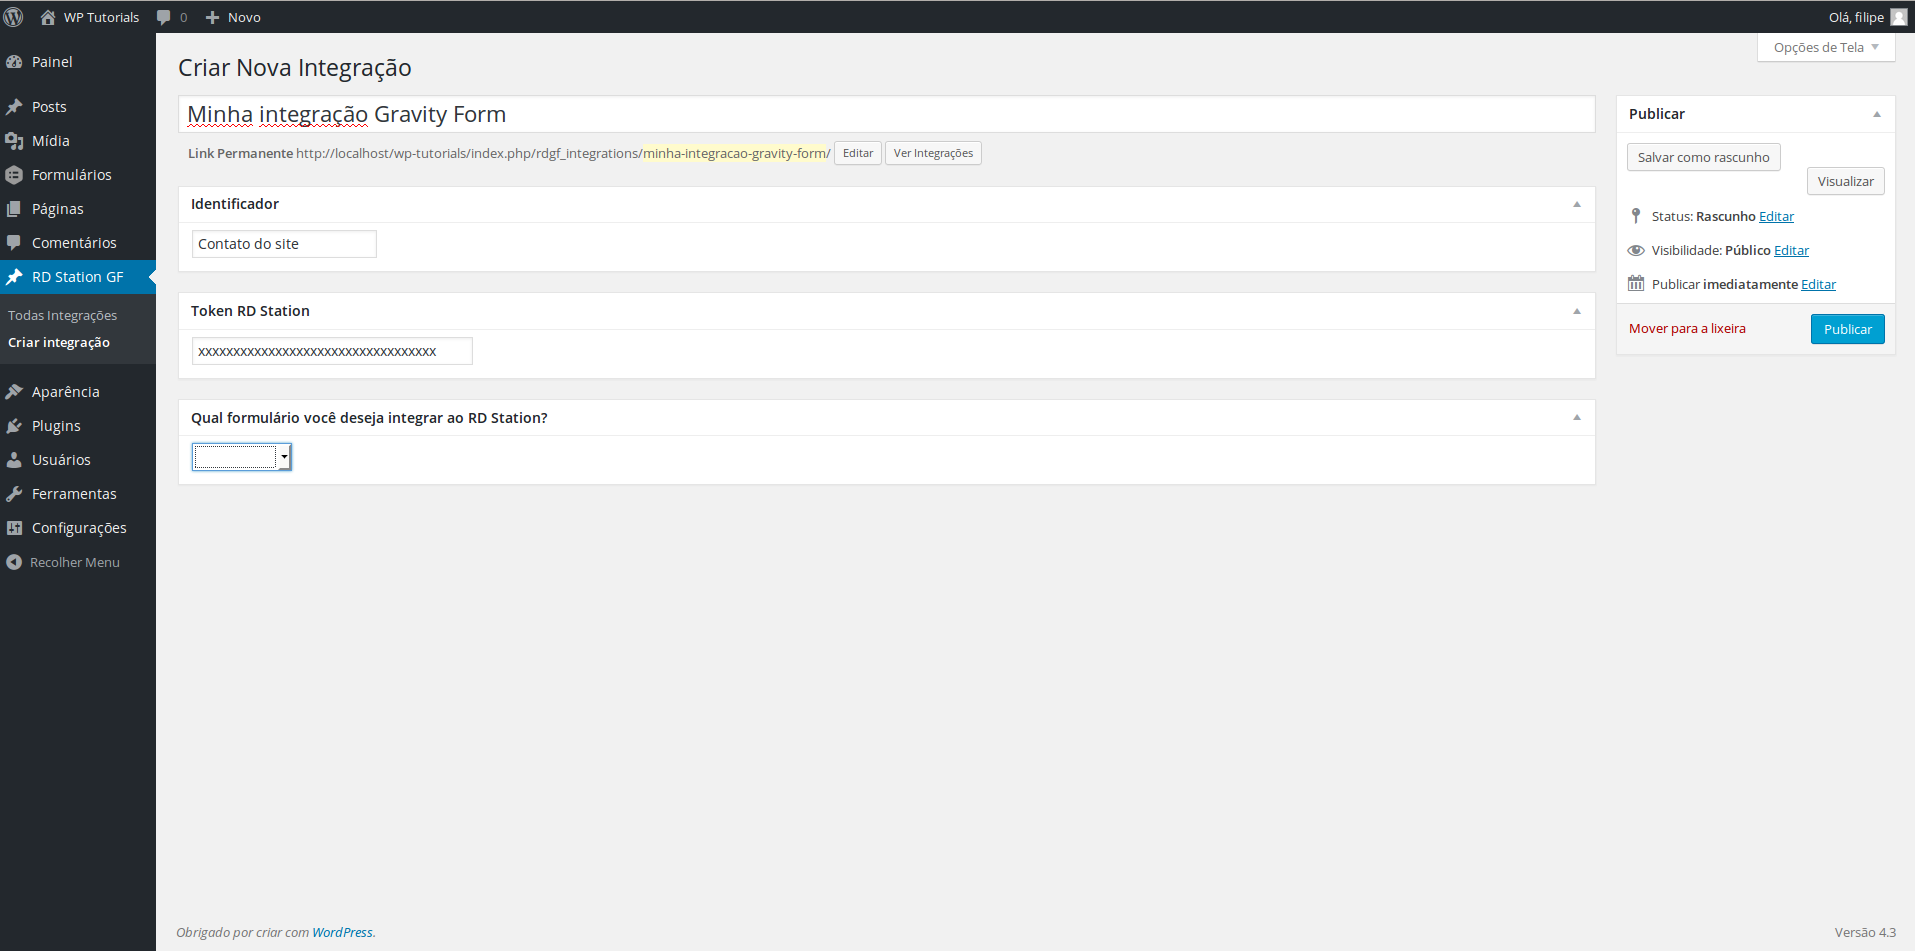 WP Tutorials 0 Novo Olá, filipe
Opções de Tela
Painel
Posts
Mídia
Formulários
Páginas
Comentários
RD Station GF
Todas Integrações
Criar integração
Aparência
Plugins
Usuários
Ferramentas
Configurações
Recolher Menu
Criar Nova Integração
Minha integração Gravity Form
Link Permanente http://localhost/wp-tutorials/index.php/rdgf_integrations/minha-integracao-gravity-form/ Editar Ver Integrações
Identificador
Contato do site
Token RD Station
xxxxxxxxxxxxxxxxxxxxxxxxxxxxxxxxxx
Qual formulário você deseja integrar ao RD Station?
Publicar
Salvar como rascunho
Visualizar
Status: Rascunho Editar
Visibilidade: Público Editar
Publicar imediatamente Editar
Mover para a lixeira Publicar
Obrigado por criar com WordPress. Versão 4.3